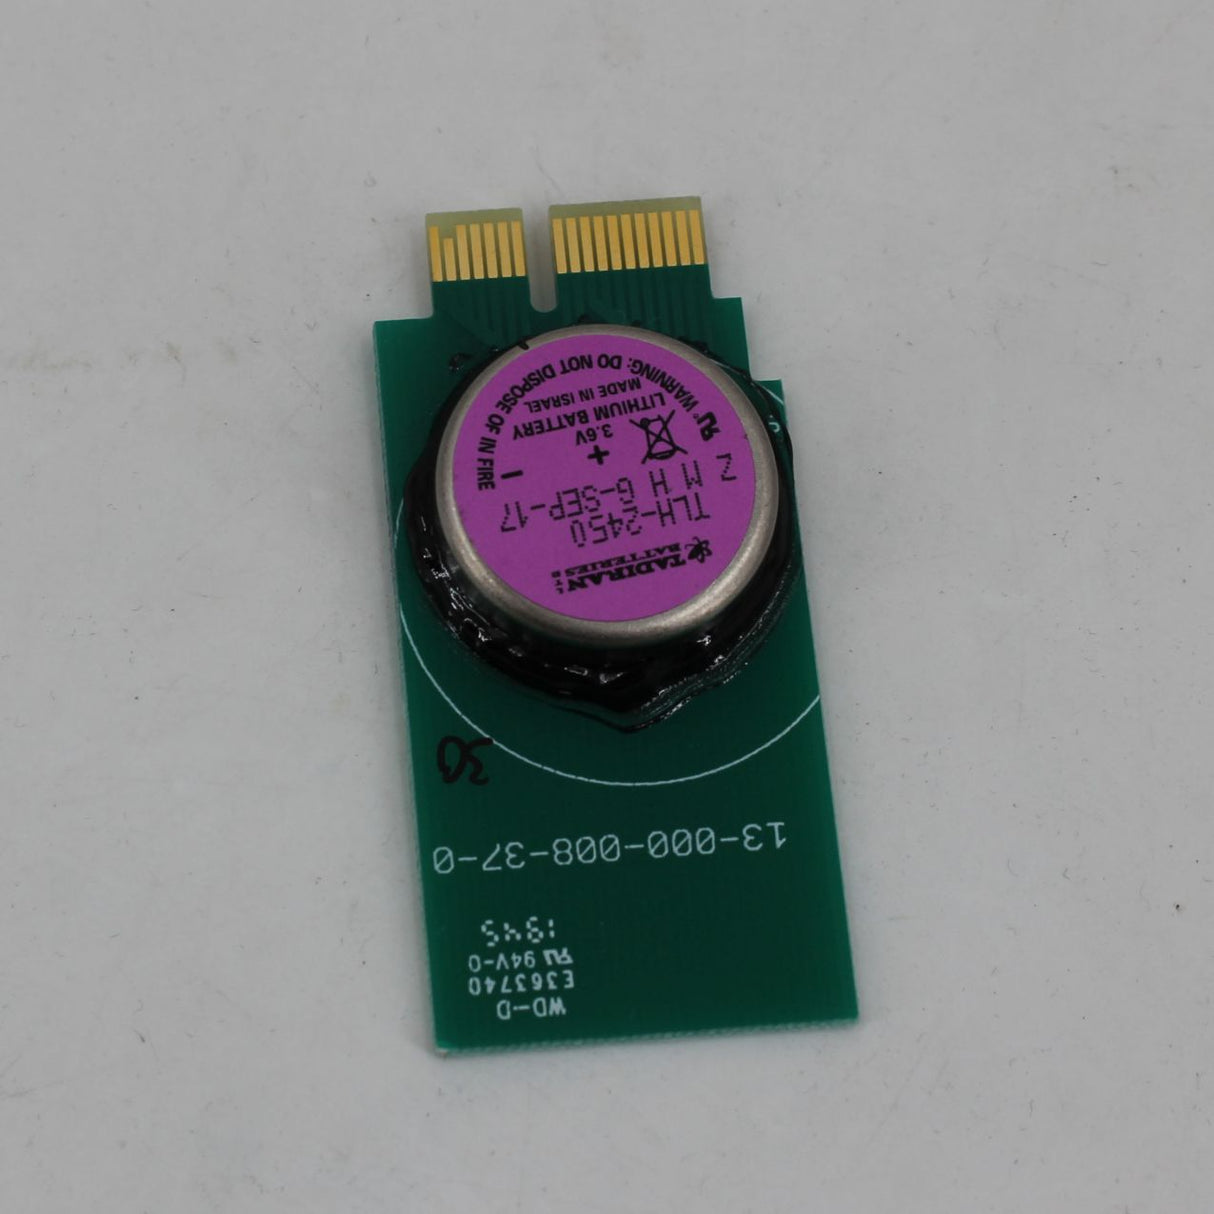 WD-D
E363740
94V-0
1945
13-000-008-37-0
30
TADIRAN
BATTERIES
TLH-2450
M H 6-SEP-17
7
- +
3.6V
LITHIUM BATTERY
MADE IN ISRAEL
WARNING: DO NOT DISPOSE OF IN FIRE